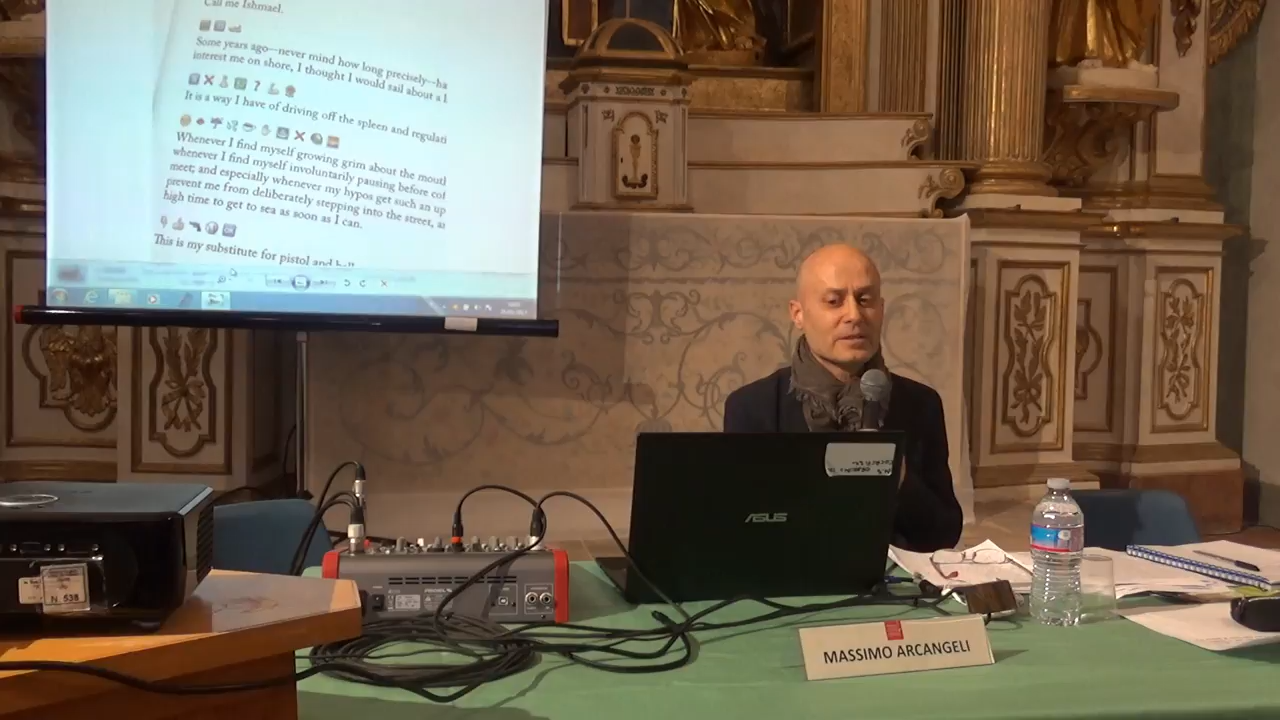 Call me Ishmael.
Some years ago--never mind how long precisely--ha
interest me on shore, I thought I would sail about a l
It is a way I have of driving off the spleen and regulati
Whenever I find myself growing grim about the mouth
whenever I find myself involuntarily pausing before cof
meet; and especially whenever my hypos get such an up
prevent me from deliberately stepping into the street, a
high time to get to sea as soon as I can.
This is my substitute for pistol and
ASUS
N. 538
MASSIMO ARCANGELI